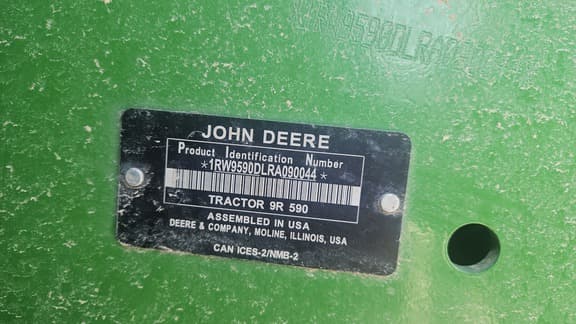 JOHN DEERE
Product Identification Number
*1RW9590DLRA090044*
TRACTOR 9R 590
ASSEMBLED IN USA
DEERE & COMPANY, MOLINE, ILLINOIS, USA
CAN ICES-2/NMB-2